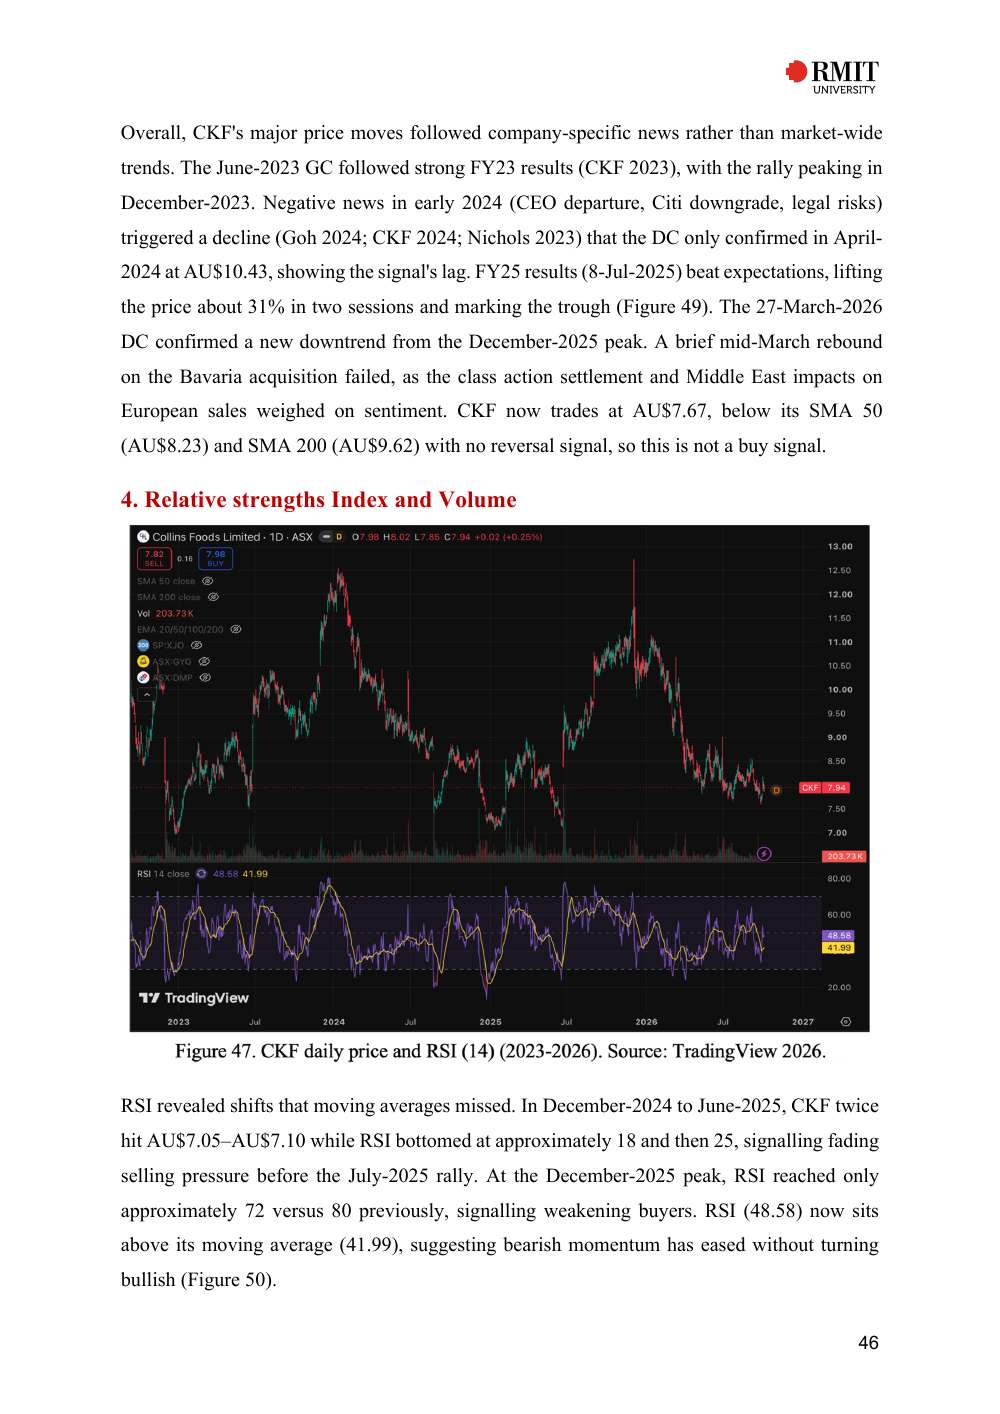 RMIT
UNIVERSITY
Overall, CKF's major price moves followed company-specific news rather than market-wide
trends. The June-2023 GC followed strong FY23 results (CKF 2023), with the rally peaking in
December-2023. Negative news in early 2024 (CEO departure, Citi downgrade, legal risks)
triggered a decline (Goh 2024; CKF 2024; Nichols 2023) that the DC only confirmed in April-
2024 at AU$10.43, showing the signal's lag. FY25 results (8-Jul-2025) beat expectations, lifting
the price about 31% in two sessions and marking the trough (Figure 49). The 27-March-2026
DC confirmed a new downtrend from the December-2025 peak. A brief mid-March rebound
on the Bavaria acquisition failed, as the class action settlement and Middle East impacts on
European sales weighed on sentiment. CKF now trades at AU$7.67, below its SMA 50
(AU$8.23) and SMA 200 (AU$9.62) with no reversal signal, so this is not a buy signal.
4. Relative strengths Index and Volume
Collins Foods Limited · 1D · ASX D O7.98 H8.02 L7.85 C7.94 +0.02 (+0.25%)
7.82 SELL 0.16 7.98 BUY
SMA 50 close
SMA 200 close
Vol 203.73K
EMA 20/50/100/200
200 SP:XJO
ASX:GYG
ASX:DMP
13.00
12.50
12.00
11.50
11.00
10.50
10.00
9.50
9.00
8.50
D CKF 7.94
7.50
7.00
203.73K
RSI 14 close 48.58 41.99
80.00
60.00
48.58
41.99
20.00
TradingView
2023 Jul 2024 Jul 2025 Jul 2026 Jul 2027
Figure 47. CKF daily price and RSI (14) (2023-2026). Source: TradingView 2026.
RSI revealed shifts that moving averages missed. In December-2024 to June-2025, CKF twice
hit AU$7.05–AU$7.10 while RSI bottomed at approximately 18 and then 25, signalling fading
selling pressure before the July-2025 rally. At the December-2025 peak, RSI reached only
approximately 72 versus 80 previously, signalling weakening buyers. RSI (48.58) now sits
above its moving average (41.99), suggesting bearish momentum has eased without turning
bullish (Figure 50).
46